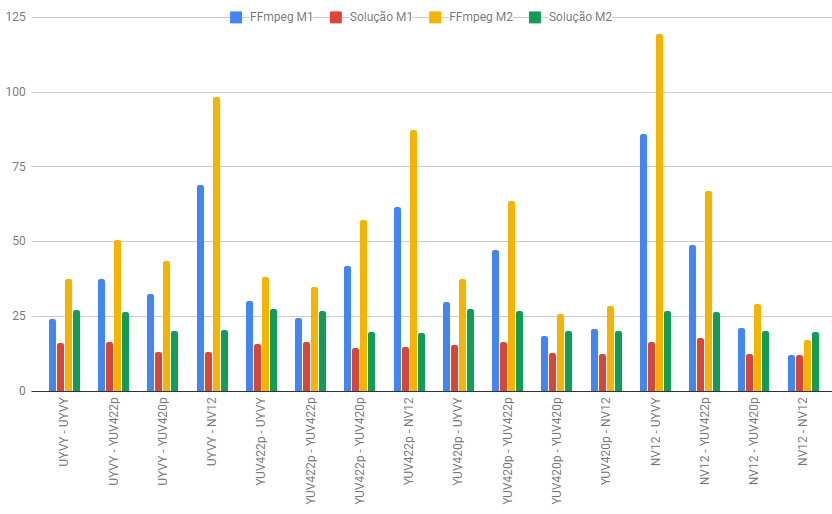 125
FFmpeg M1 Solução M1 FFmpeg M2 Solução M2
100
75
50
25
0
UYVY - UYVY
UYVY - YUV422p
UYVY - YUV420p
UYVY - NV12
YUV422p - UYVY
YUV422p - YUV422p
YUV422p - YUV420p
YUV422p - NV12
YUV420p - UYVY
YUV420p - YUV422p
YUV420p - YUV420p
YUV420p - NV12
NV12 - UYVY
NV12 - YUV422p
NV12 - YUV420p
NV12 - NV12